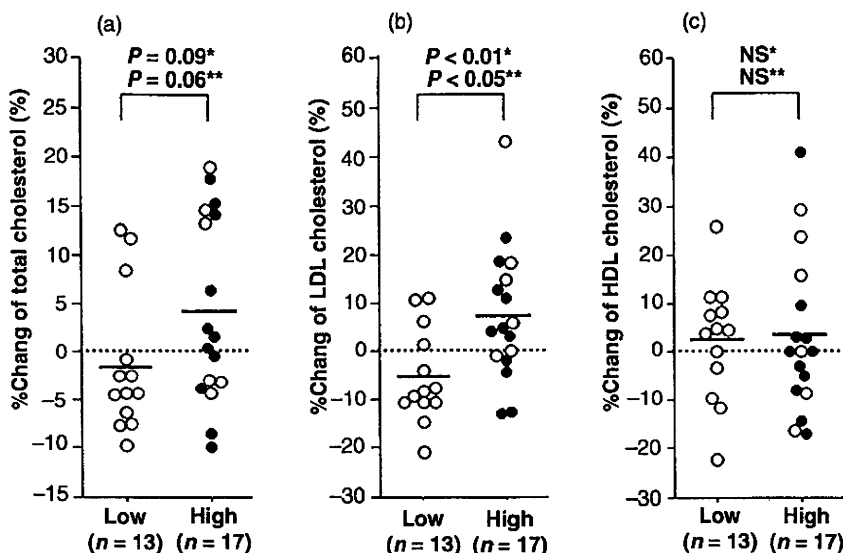 (a)
P = 0.09*
P = 0.06**
%Chang of total cholesterol (%)
30
25
20
15
10
5
0
−5
−10
−15
Low
(n = 13)
High
(n = 17)
(b)
P < 0.01*
P < 0.05**
%Chang of LDL cholesterol (%)
60
50
40
30
20
10
0
−10
−20
−30
Low
(n = 13)
High
(n = 17)
(c)
NS*
NS**
%Chang of HDL cholesterol (%)
60
50
40
30
20
10
0
−10
−20
−30
Low
(n = 13)
High
(n = 17)